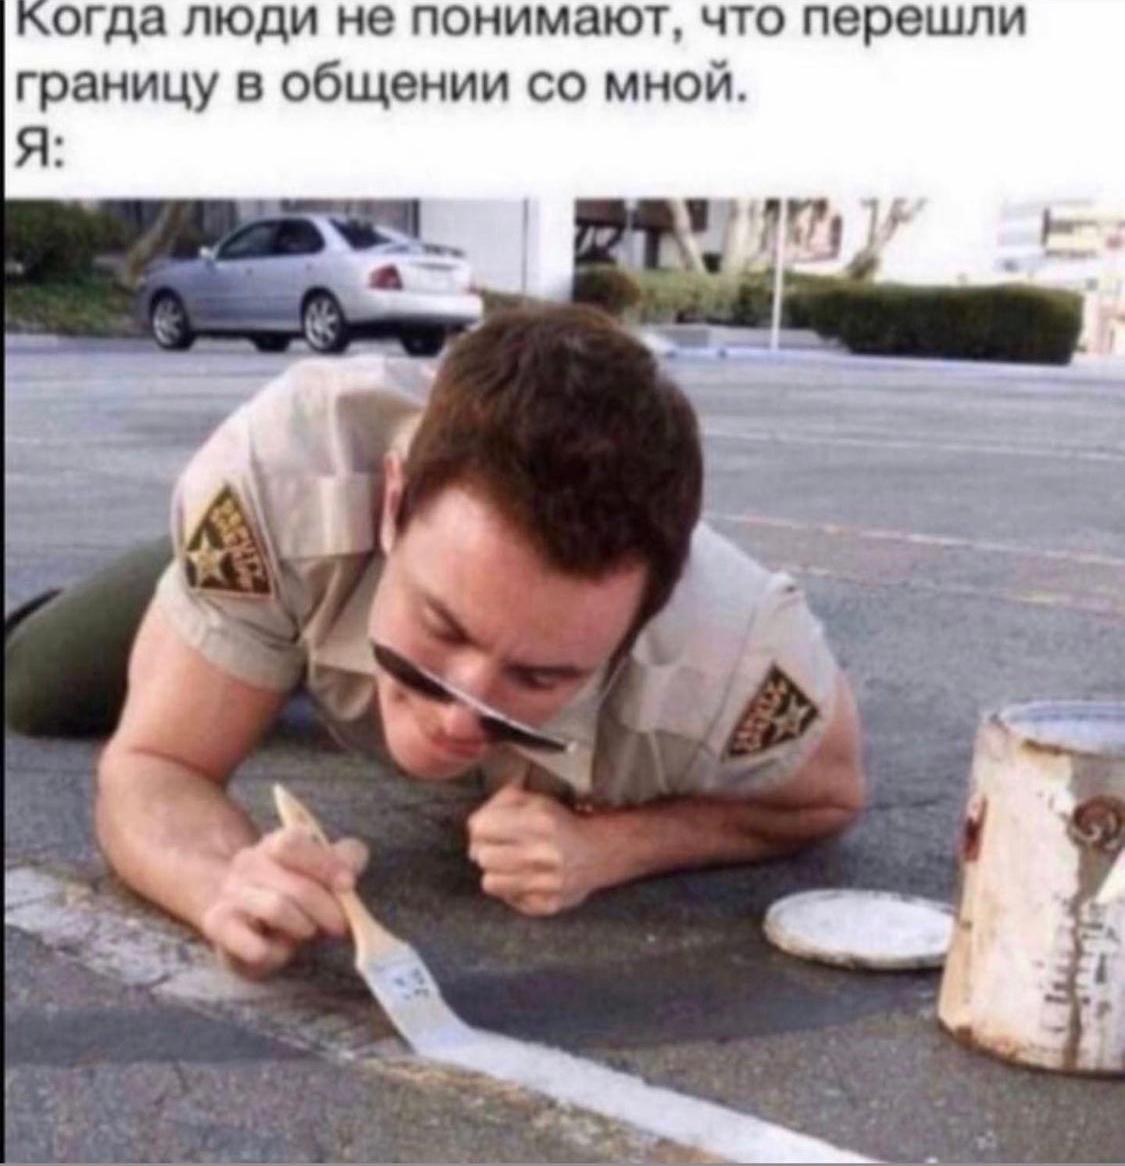 Когда люди не понимают, что перешли
границу в общении со мной.
Я: